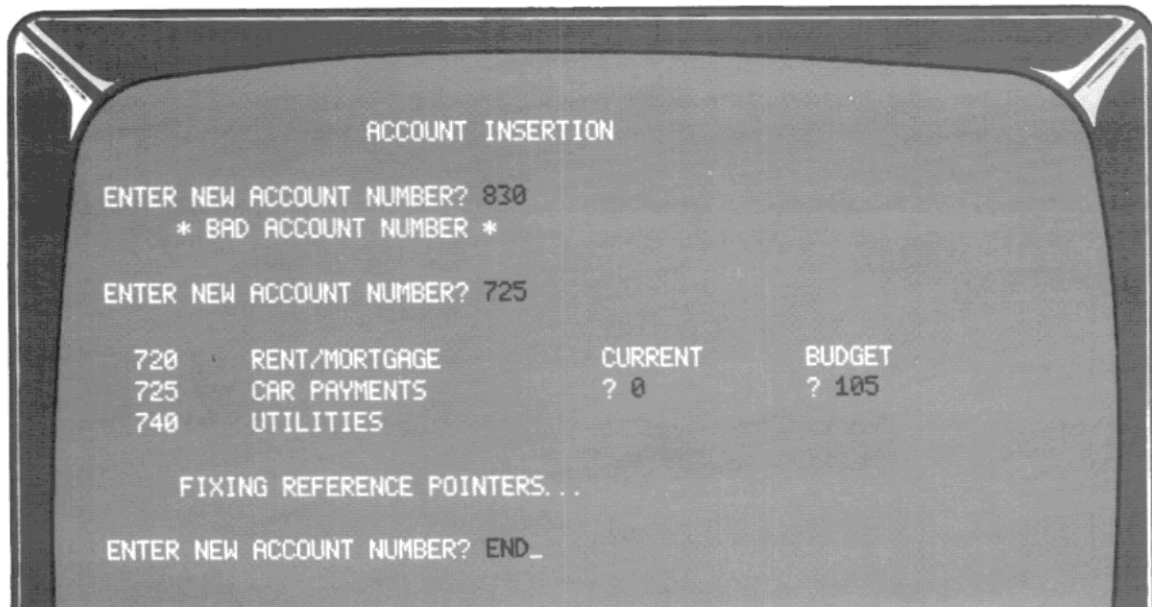 ACCOUNT INSERTION
ENTER NEW ACCOUNT NUMBER? 830
* BAD ACCOUNT NUMBER *
ENTER NEW ACCOUNT NUMBER? 725
720 RENT/MORTGAGE CURRENT BUDGET
725 CAR PAYMENTS ? 0 ? 105
740 UTILITIES
FIXING REFERENCE POINTERS...
ENTER NEW ACCOUNT NUMBER? END_